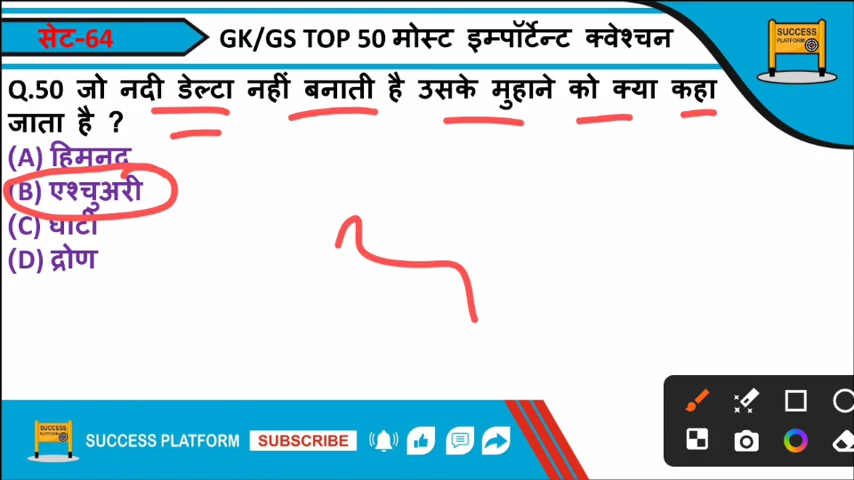 सेट-64
GK/GS TOP 50 मोस्ट इम्पॉर्टेन्ट क्वेश्चन
SUCCESS
PLATFORM
Q.50 जो नदी डेल्टा नहीं बनाती है उसके मुहाने को क्या कहा
जाता है ?
(A) हिमनद
(B) एश्चुअरी
(C) घाटी
(D) द्रोण
SUCCESS
PLATFORM
SUCCESS PLATFORM
SUBSCRIBE